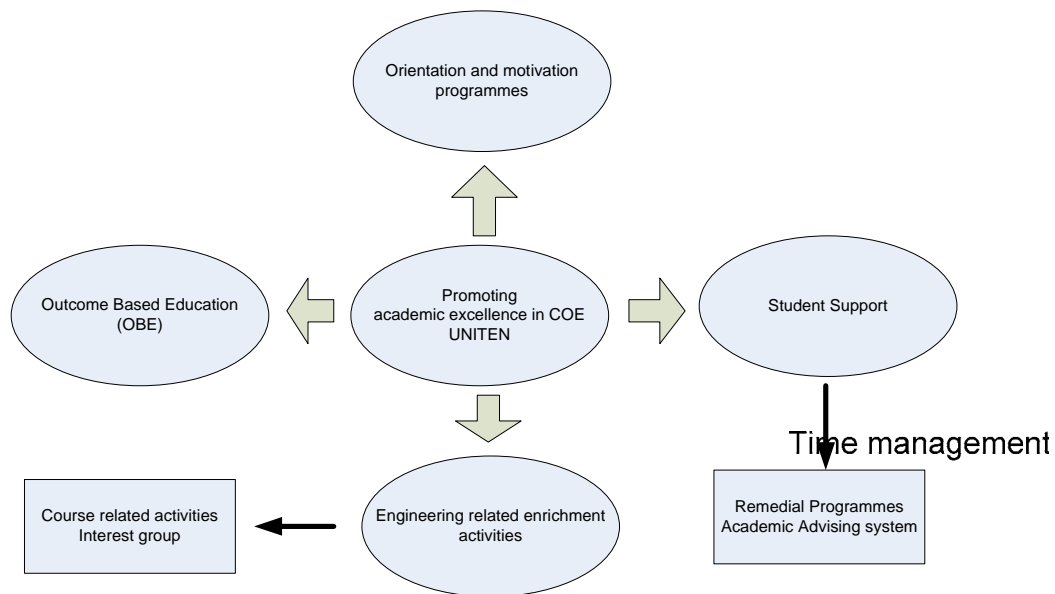 Orientation and motivation
programmes
Outcome Based Education
(OBE)
Promoting
academic excellence in COE
UNITEN
Student Support
Time management
Course related activities
Interest group
Engineering related enrichment
activities
Remedial Programmes
Academic Advising system